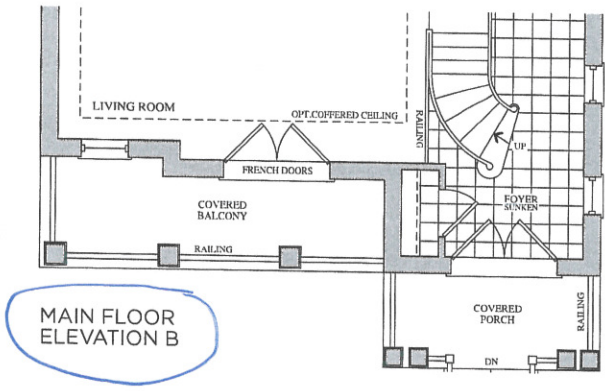 LIVING ROOM
OPT.COFFERED CEILING
RAILING
UP
FRENCH DOORS
FOYER
SUNKEN
COVERED
BALCONY
RAILING
MAIN FLOOR
ELEVATION B
COVERED
PORCH
RAILING
DN